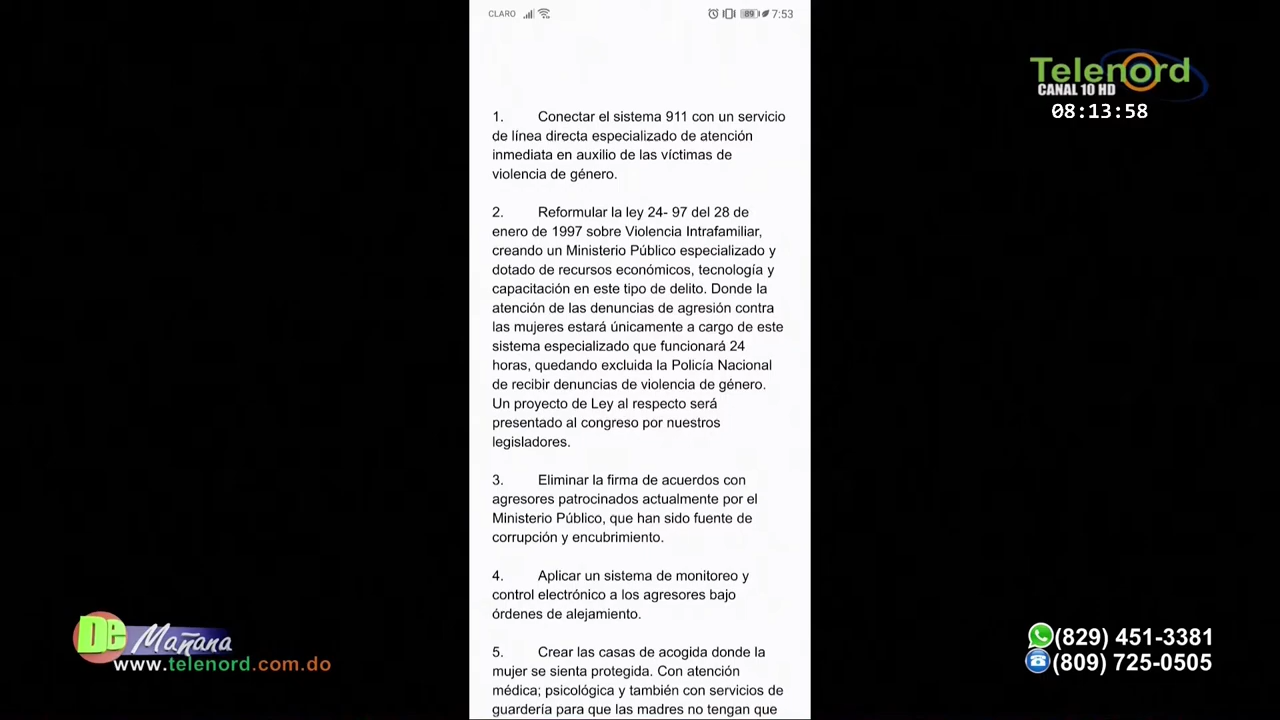 CLARO
89
7:53
Telenord
CANAL 10 HD
08:13:58
1. Conectar el sistema 911 con un servicio
de línea directa especializado de atención
inmediata en auxilio de las víctimas de
violencia de género.
2. Reformular la ley 24- 97 del 28 de
enero de 1997 sobre Violencia Intrafamiliar,
creando un Ministerio Público especializado y
dotado de recursos económicos, tecnología y
capacitación en este tipo de delito. Donde la
atención de las denuncias de agresión contra
las mujeres estará únicamente a cargo de este
sistema especializado que funcionará 24
horas, quedando excluida la Policía Nacional
de recibir denuncias de violencia de género.
Un proyecto de Ley al respecto será
presentado al congreso por nuestros
legisladores.
3. Eliminar la firma de acuerdos con
agresores patrocinados actualmente por el
Ministerio Público, que han sido fuente de
corrupción y encubrimiento.
4. Aplicar un sistema de monitoreo y
control electrónico a los agresores bajo
órdenes de alejamiento.
5. Crear las casas de acogida donde la
mujer se sienta protegida. Con atención
médica; psicológica y también con servicios de
guardería para que las madres no tengan que
De Mañana
www.telenord.com.do
(829) 451-3381
(809) 725-0505